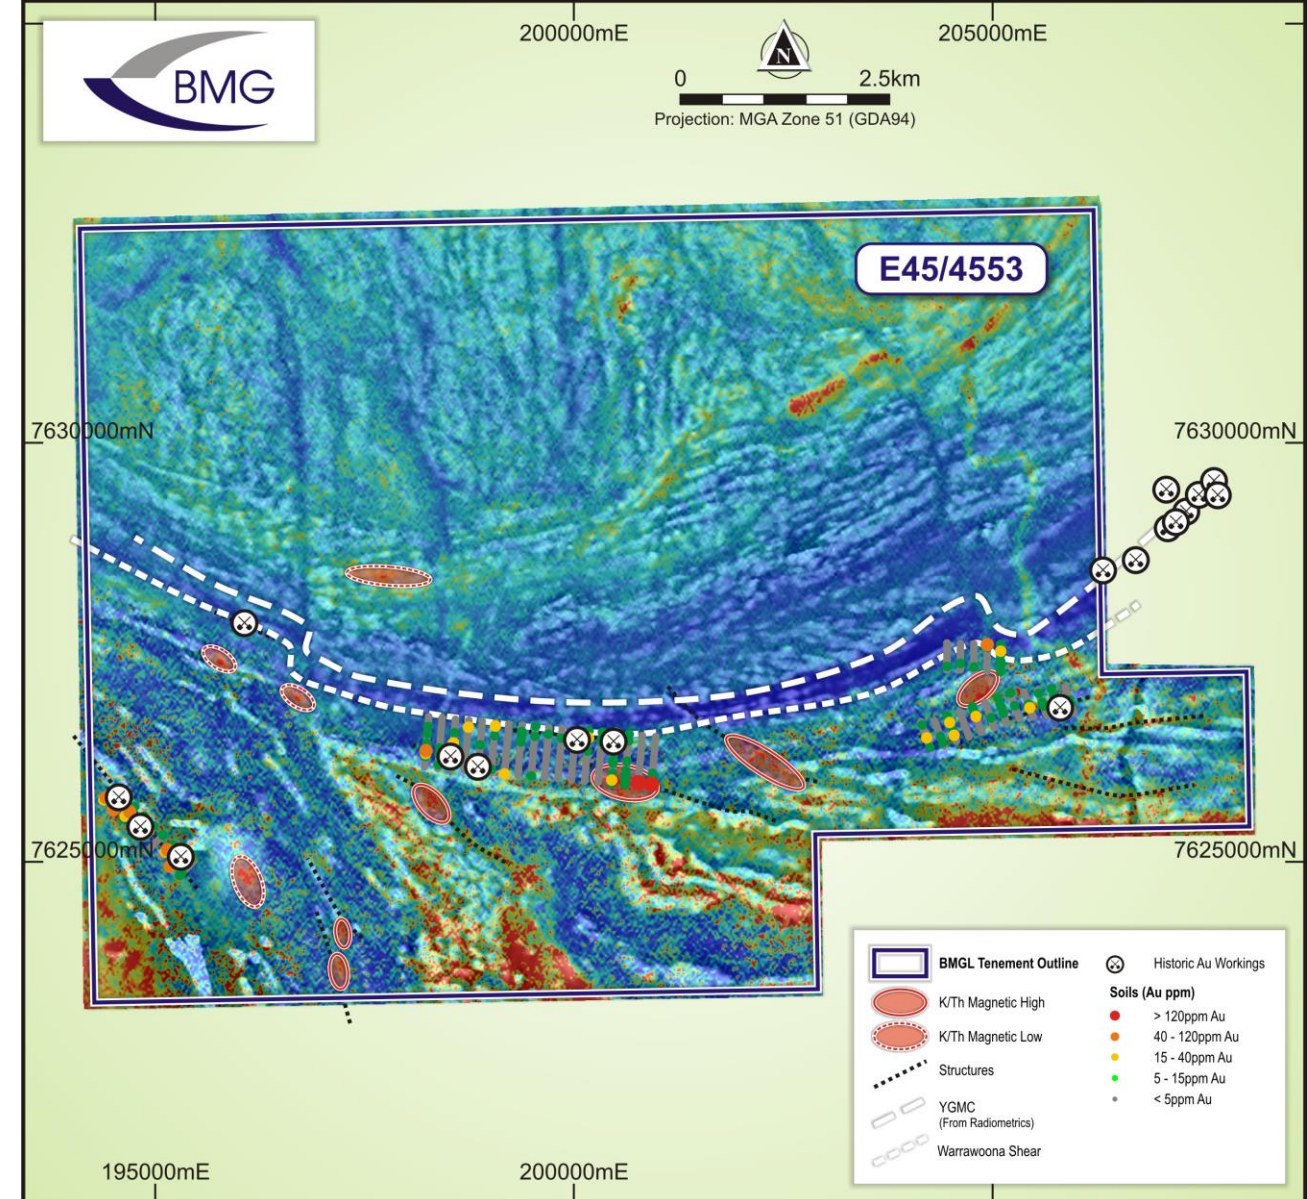 200000mE
205000mE
BMG
N
0
2.5km
Projection: MGA Zone 51 (GDA94)
E45/4553
7630000mN
7630000mN
7625000mN
7625000mN
BMGL Tenement Outline
K/Th Magnetic High
K/Th Magnetic Low
Structures
YGMC
(From Radiometrics)
Warrawoona Shear
Historic Au Workings
Soils (Au ppm)
> 120ppm Au
40 - 120ppm Au
15 - 40ppm Au
5 - 15ppm Au
< 5ppm Au
195000mE
200000mE